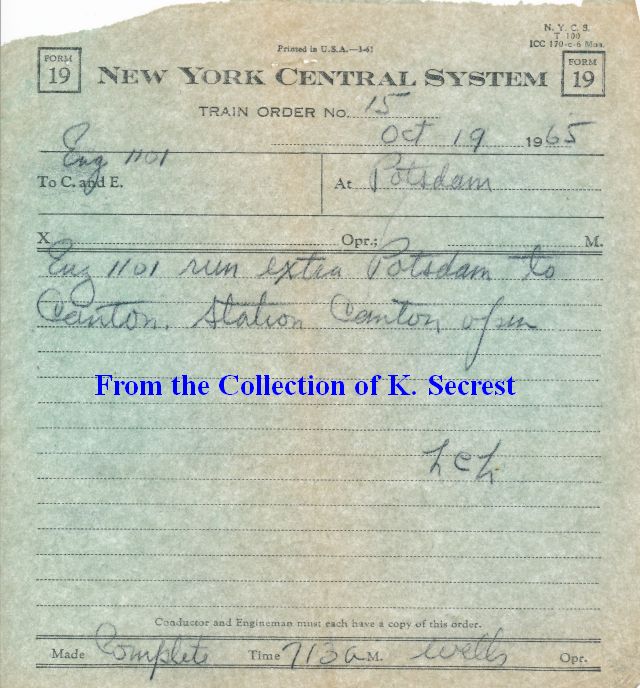 N. Y. C. S.
T 100
Printed in U.S.A.—3-61
ICC 170-c-6 Mos.
FORM 19
NEW YORK CENTRAL SYSTEM
FORM 19
TRAIN ORDER No. 15
Oct 19 1965
Eng 1101
To C. and E.
At Potsdam
X Opr.; M.
Eng 1101 run extra Potsdam to
Canton. Station Canton open
From the Collection of K. Secrest
Conductor and Engineman must each have a copy of this order.
Made Complete Time 713 a M. Wells Opr.